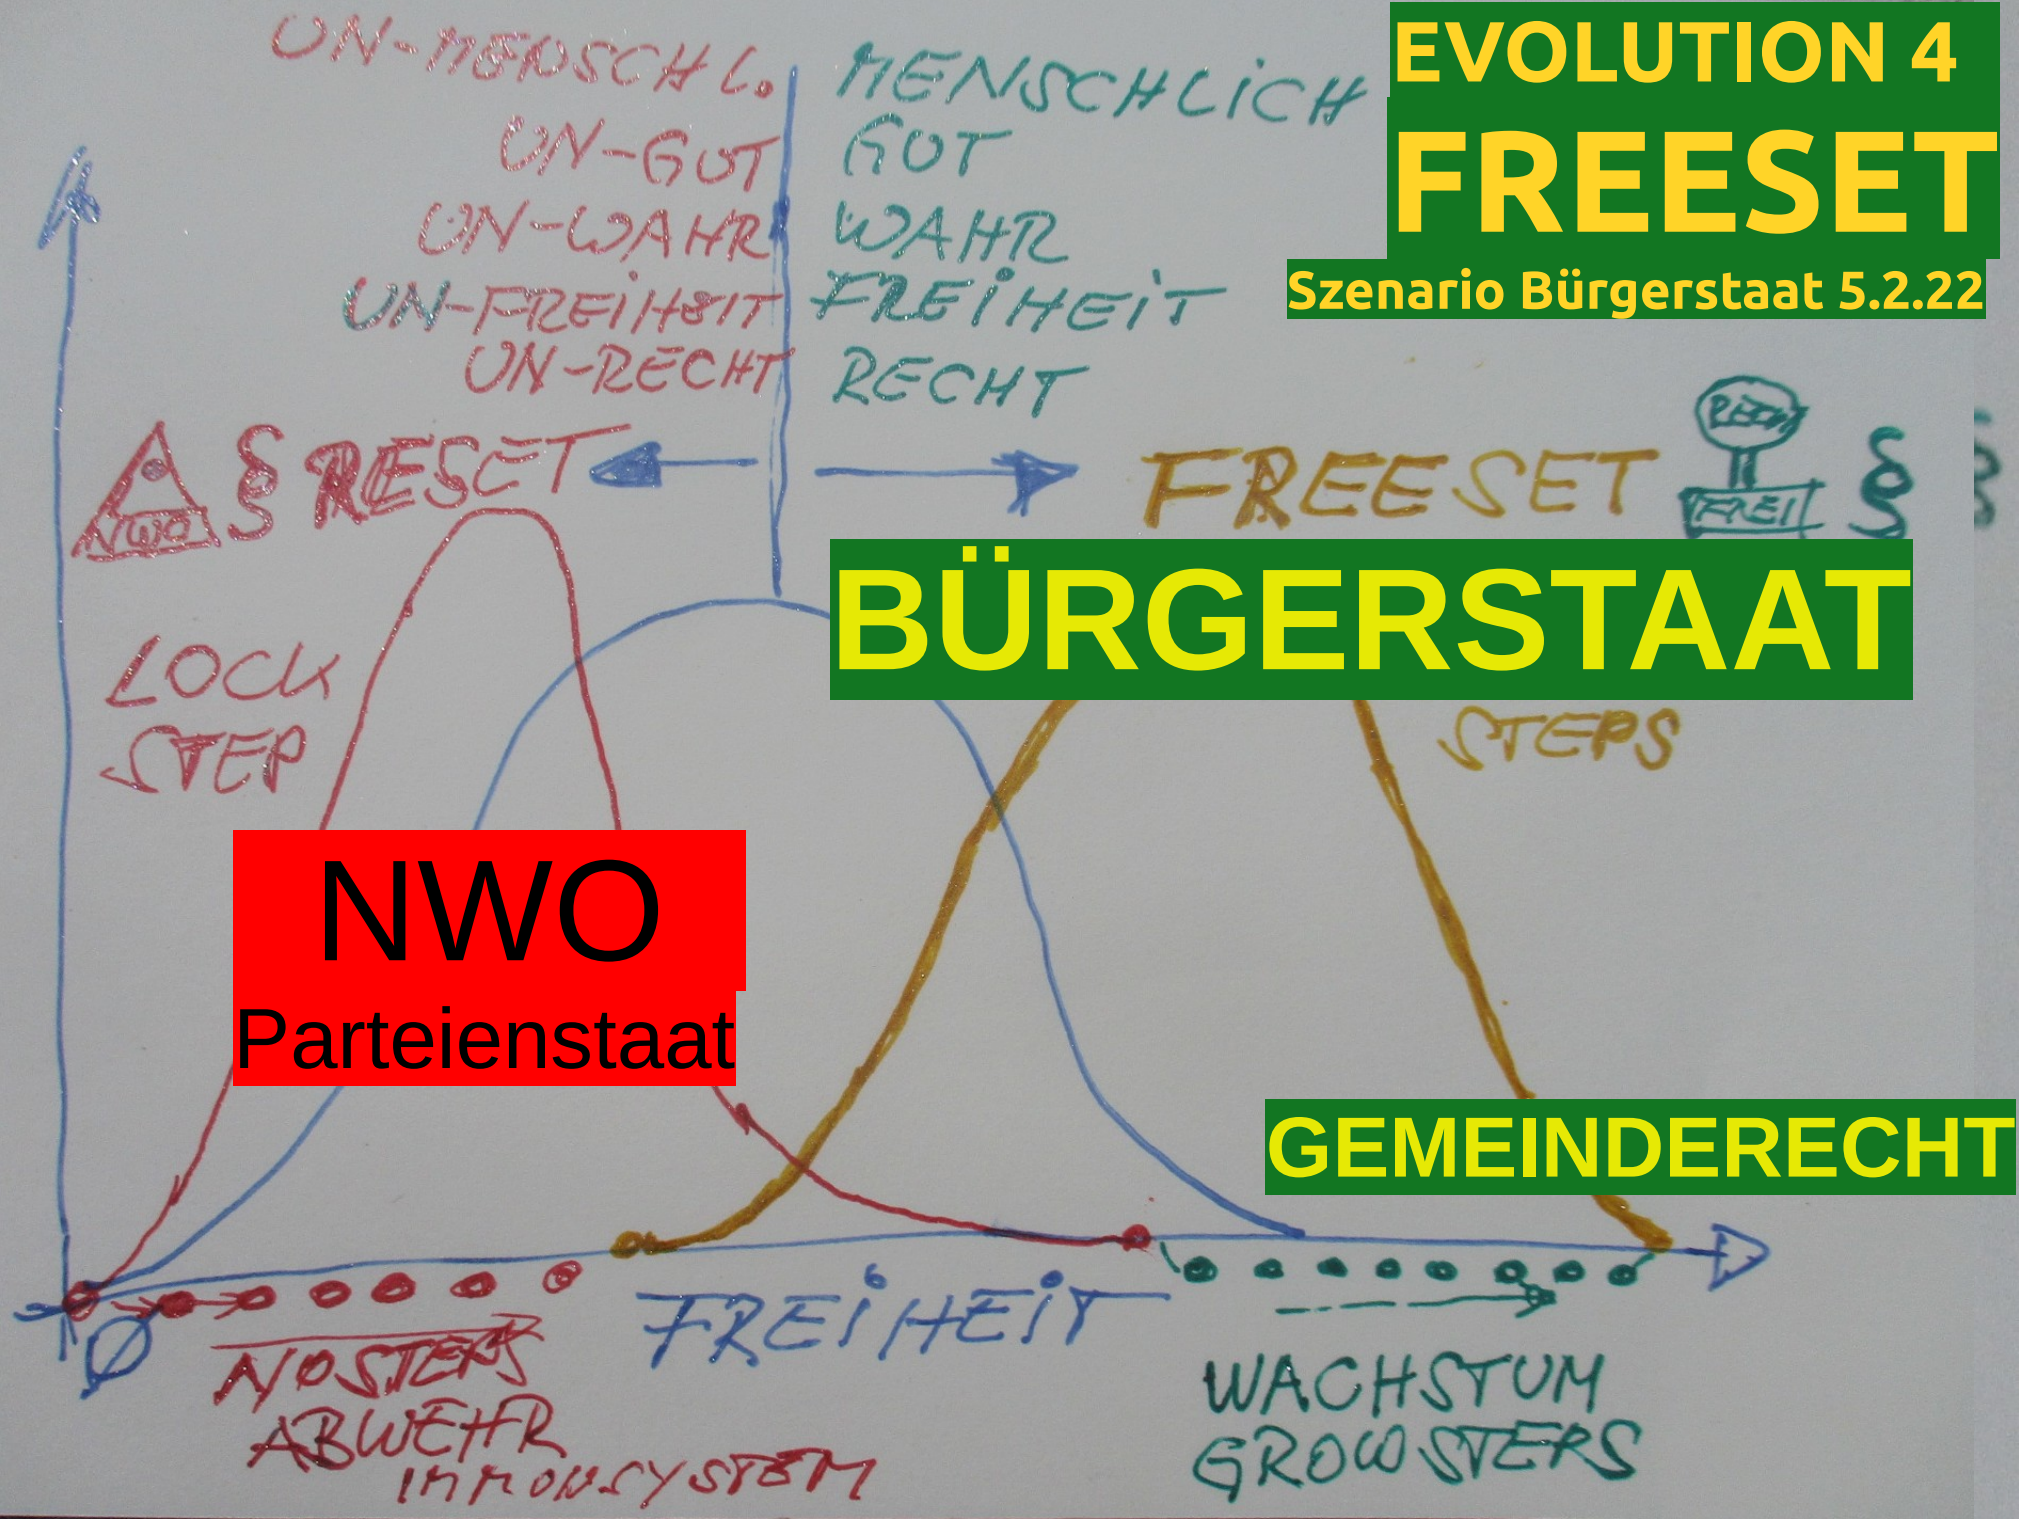 EVOLUTION 4
FREESET
Szenario Bürgerstaat 5.2.22
UN-MENSCHL.
UN-GUT
UN-WAHR
UN-FREIHEIT
UN-RECHT
MENSCHLICH
GUT
WAHR
FREIHEIT
RECHT
NWO
§ RESET
FREESET
RECHT
FREI
§
BÜRGERSTAAT
LOCK
STEP
STEPS
NWO
Parteienstaat
GEMEINDERECHT
Ø
NOSTEPS
ABWEHR
IMMUNSYSTEM
FREIHEIT
WACHSTUM
GROWSTEPS